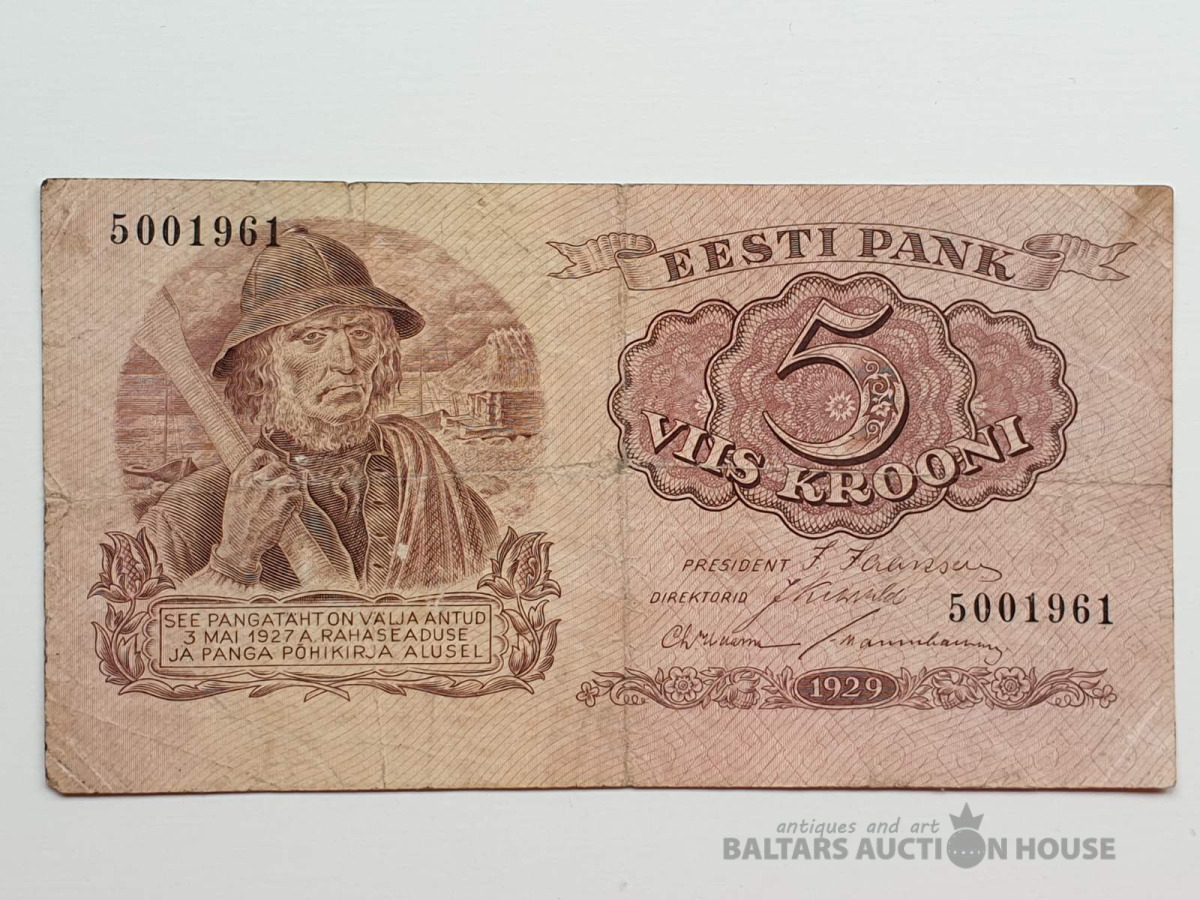 5001961
EESTI PANK
5
VIIS KROONI
SEE PANGATÄHT ON VÄLJA ANTUD
3 MAI 1927 A. RAHASEADUSE
JA PANGA PÕHIKIRJA ALUSEL
PRESIDENT
DIREKTORID
5001961
1929
antiques and art
BALTARS AUCTION HOUSE